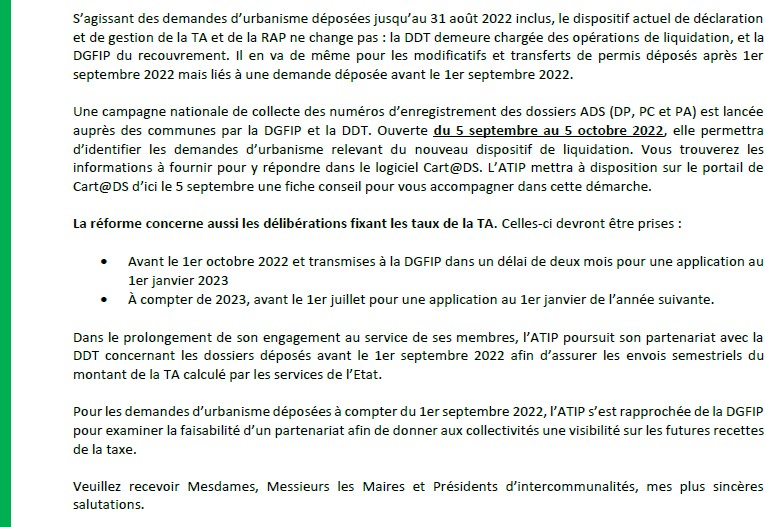 S’agissant des demandes d’urbanisme déposées jusqu’au 31 août 2022 inclus, le dispositif actuel de déclaration
et de gestion de la TA et de la RAP ne change pas : la DDT demeure chargée des opérations de liquidation, et la
DGFIP du recouvrement. Il en va de même pour les modificatifs et transferts de permis déposés après 1er
septembre 2022 mais liés à une demande déposée avant le 1er septembre 2022.
Une campagne nationale de collecte des numéros d’enregistrement des dossiers ADS (DP, PC et PA) est lancée
auprès des communes par la DGFIP et la DDT. Ouverte du 5 septembre au 5 octobre 2022, elle permettra
d’identifier les demandes d’urbanisme relevant du nouveau dispositif de liquidation. Vous trouverez les
informations à fournir pour y répondre dans le logiciel Cart@DS. L’ATIP mettra à disposition sur le portail de
Cart@DS d’ici le 5 septembre une fiche conseil pour vous accompagner dans cette démarche.
La réforme concerne aussi les délibérations fixant les taux de la TA. Celles-ci devront être prises :
• Avant le 1er octobre 2022 et transmises à la DGFIP dans un délai de deux mois pour une application au
1er janvier 2023
• À compter de 2023, avant le 1er juillet pour une application au 1er janvier de l’année suivante.
Dans le prolongement de son engagement au service de ses membres, l’ATIP poursuit son partenariat avec la
DDT concernant les dossiers déposés avant le 1er septembre 2022 afin d’assurer les envois semestriels du
montant de la TA calculé par les services de l’Etat.
Pour les demandes d’urbanisme déposées à compter du 1er septembre 2022, l’ATIP s’est rapprochée de la DGFIP
pour examiner la faisabilité d’un partenariat afin de donner aux collectivités une visibilité sur les futures recettes
de la taxe.
Veuillez recevoir Mesdames, Messieurs les Maires et Présidents d’intercommunalités, mes plus sincères
salutations.